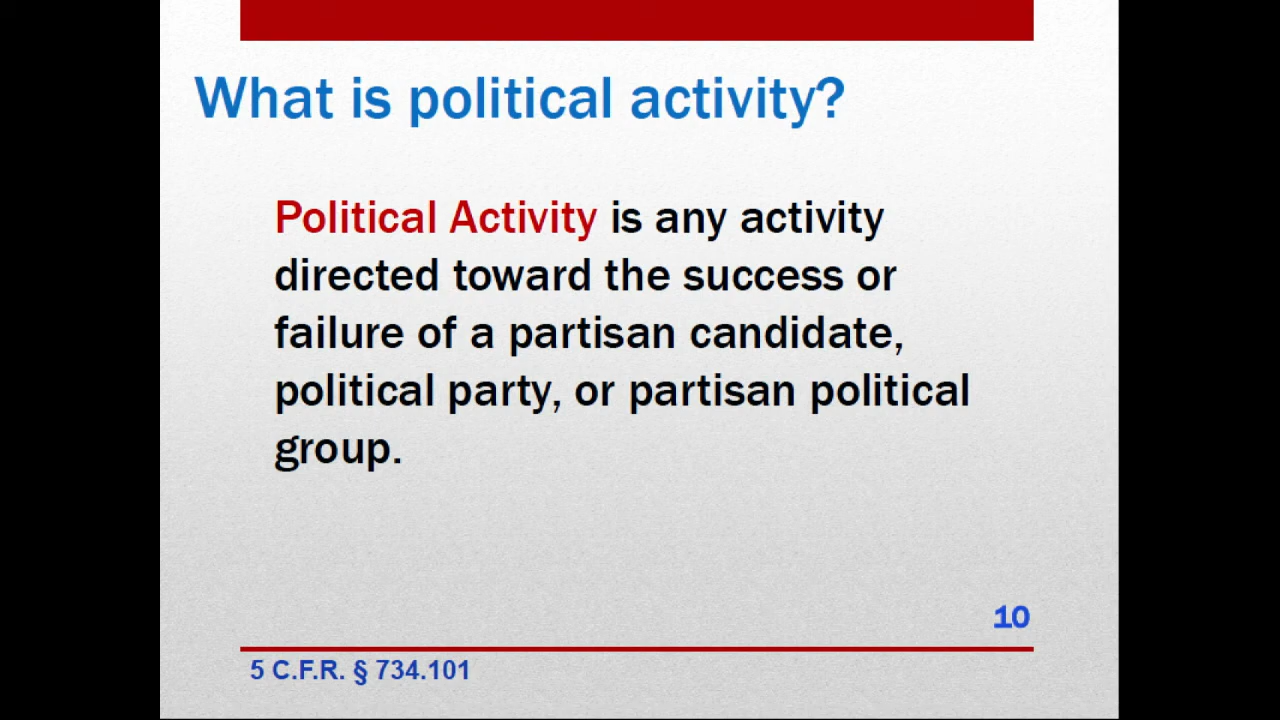 What is political activity?
Political Activity is any activity
directed toward the success or
failure of a partisan candidate,
political party, or partisan political
group.
10
5 C.F.R. § 734.101